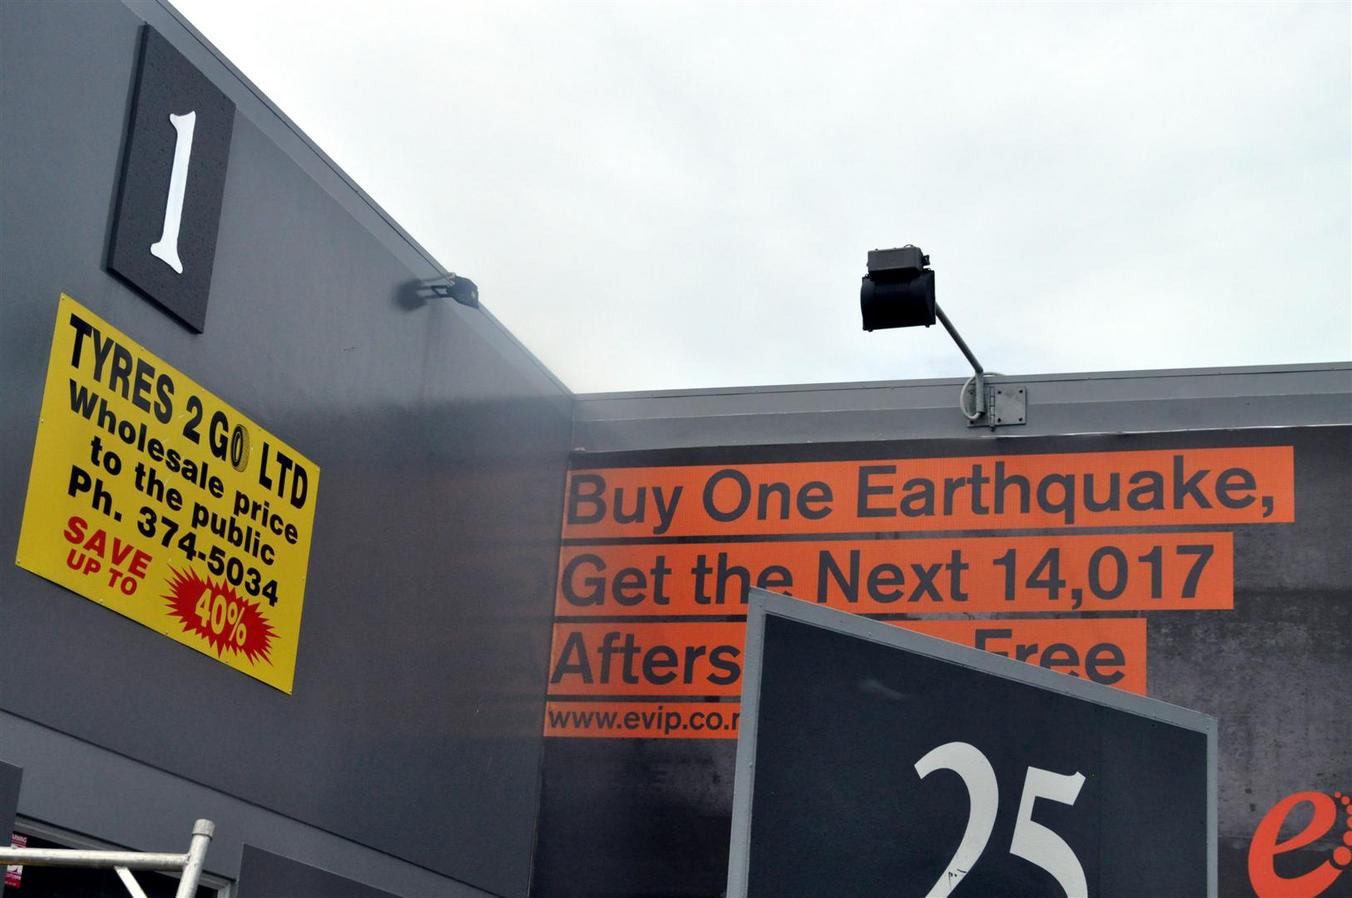 1
TYRES 2 GO LTD
Wholesale price
to the public
Ph. 374-5034
SAVE
UP TO
40%
Buy One Earthquake,
Get the Next 14,017
Afters Free
www.evip.co.n
25
e